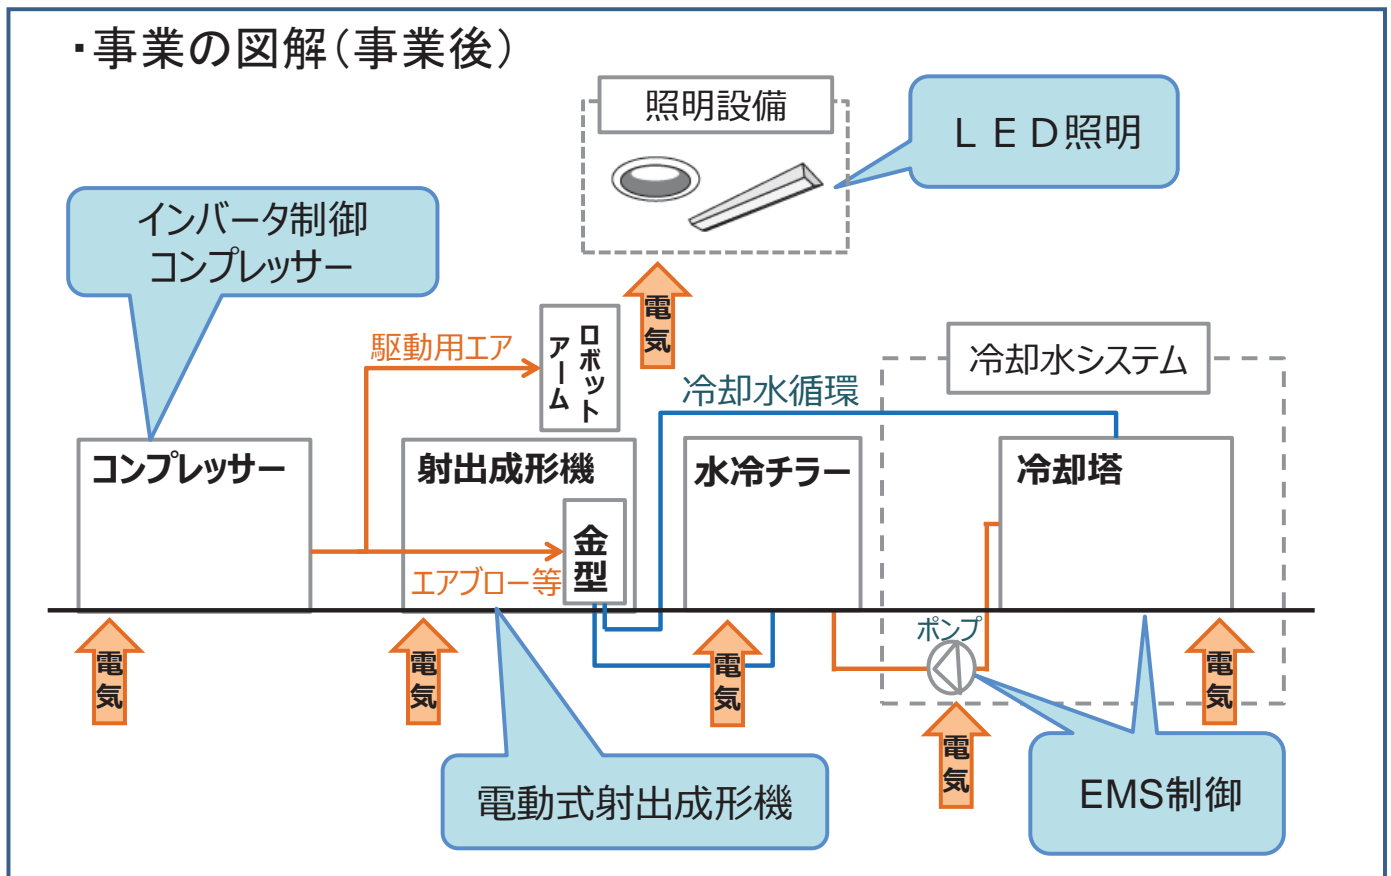 ・事業の図解（事業後）
照明設備
ＬＥＤ照明
インバータ制御
コンプレッサー
電気
駆動用エア
ロボット
アーム
冷却水システム
冷却水循環
コンプレッサー
射出成形機
水冷チラー
冷却塔
金型
エアブロー等
ポンプ
電気
電気
電気
電気
電気
電動式射出成形機
EMS制御